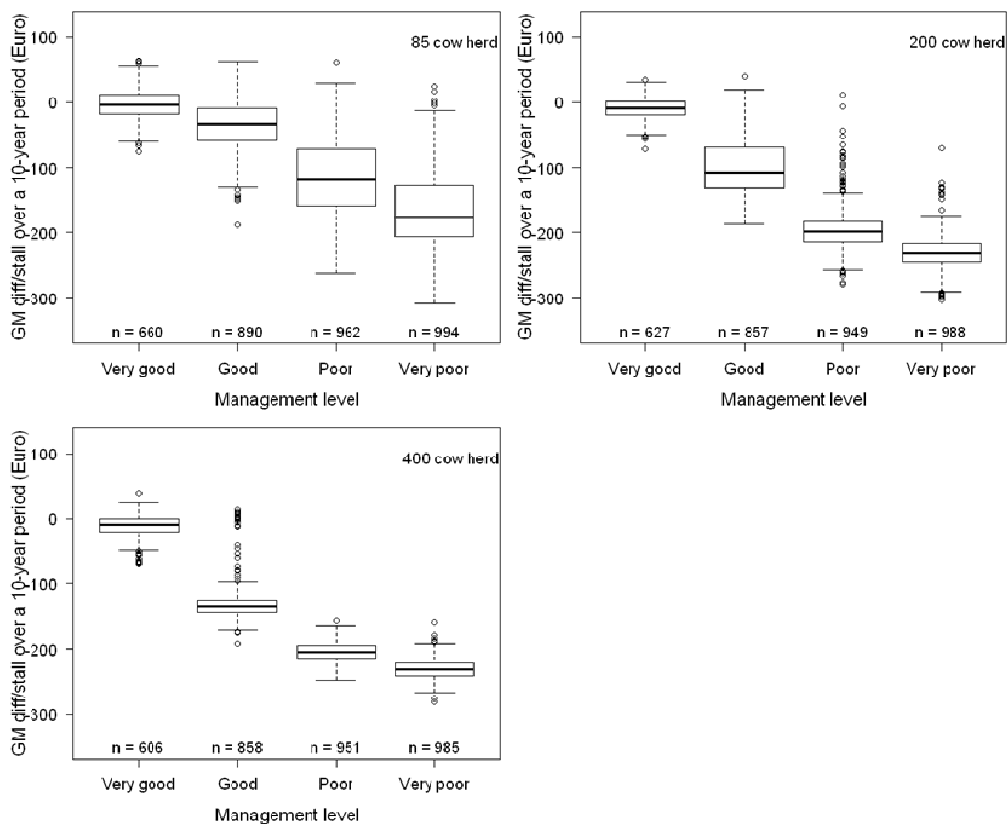 GM diff/stall over a 10-year period (Euro)
85 cow herd
100
0
-100
-200
-300
n = 660 n = 890 n = 962 n = 994
Very good Good Poor Very poor
Management level
GM diff/stall over a 10-year period (Euro)
200 cow herd
100
0
-100
-200
-300
n = 627 n = 857 n = 949 n = 988
Very good Good Poor Very poor
Management level
GM diff/stall over a 10-year period (Euro)
400 cow herd
100
0
-100
-200
-300
n = 606 n = 858 n = 951 n = 985
Very good Good Poor Very poor
Management level